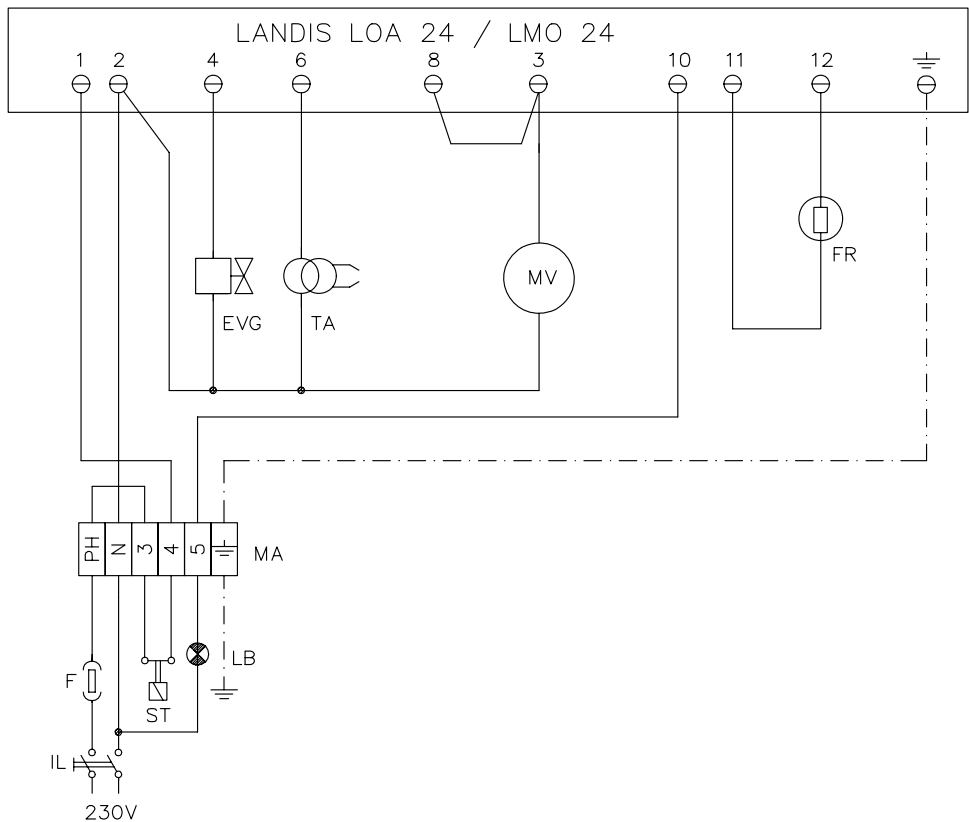 LANDIS LOA 24 / LMO 24
1 2 4 6 8 3 10 11 12
FR
MV
EVG TA
PH N 3 4 5
MA
F
LB
ST
IL
230V